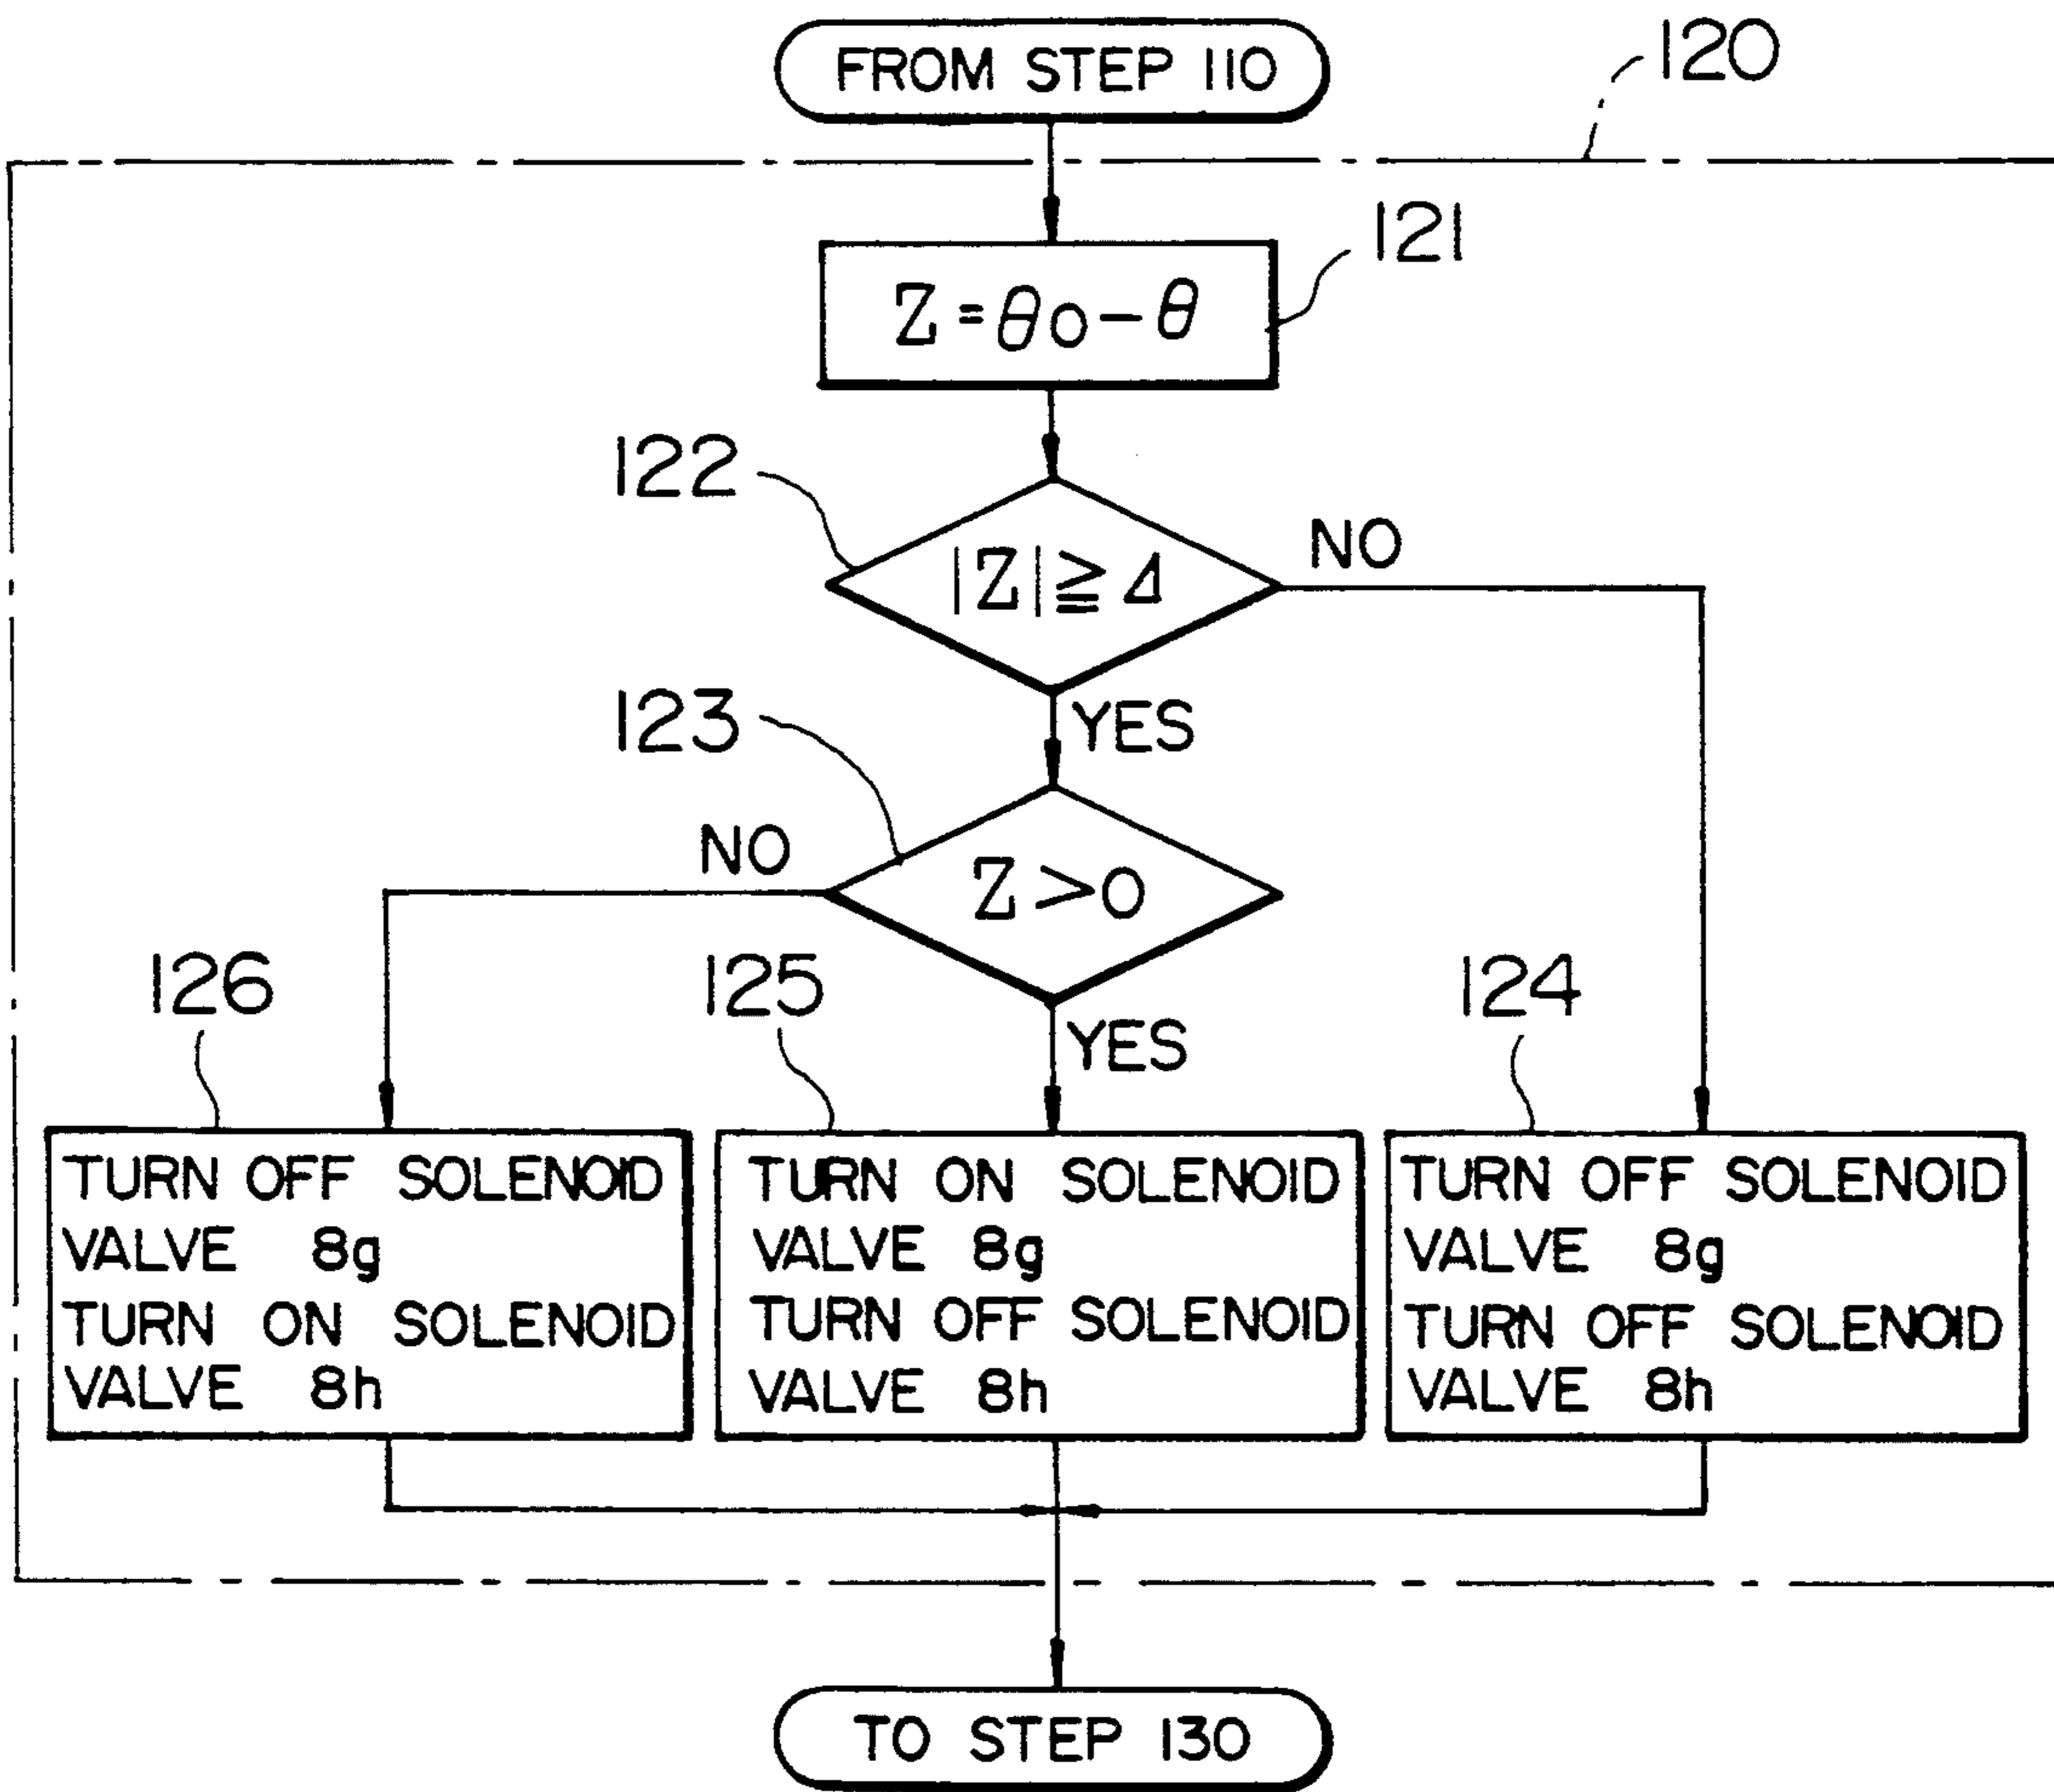 FROM STEP 110
120
121
Z=θo−θ
122
|Z|≧Δ
NO
YES
123
NO
Z>0
YES
126
125
124
TURN OFF SOLENOID
VALVE 8g
TURN ON SOLENOID
VALVE 8h
TURN ON SOLENOID
VALVE 8g
TURN OFF SOLENOID
VALVE 8h
TURN OFF SOLENOID
VALVE 8g
TURN OFF SOLENOID
VALVE 8h
TO STEP 130